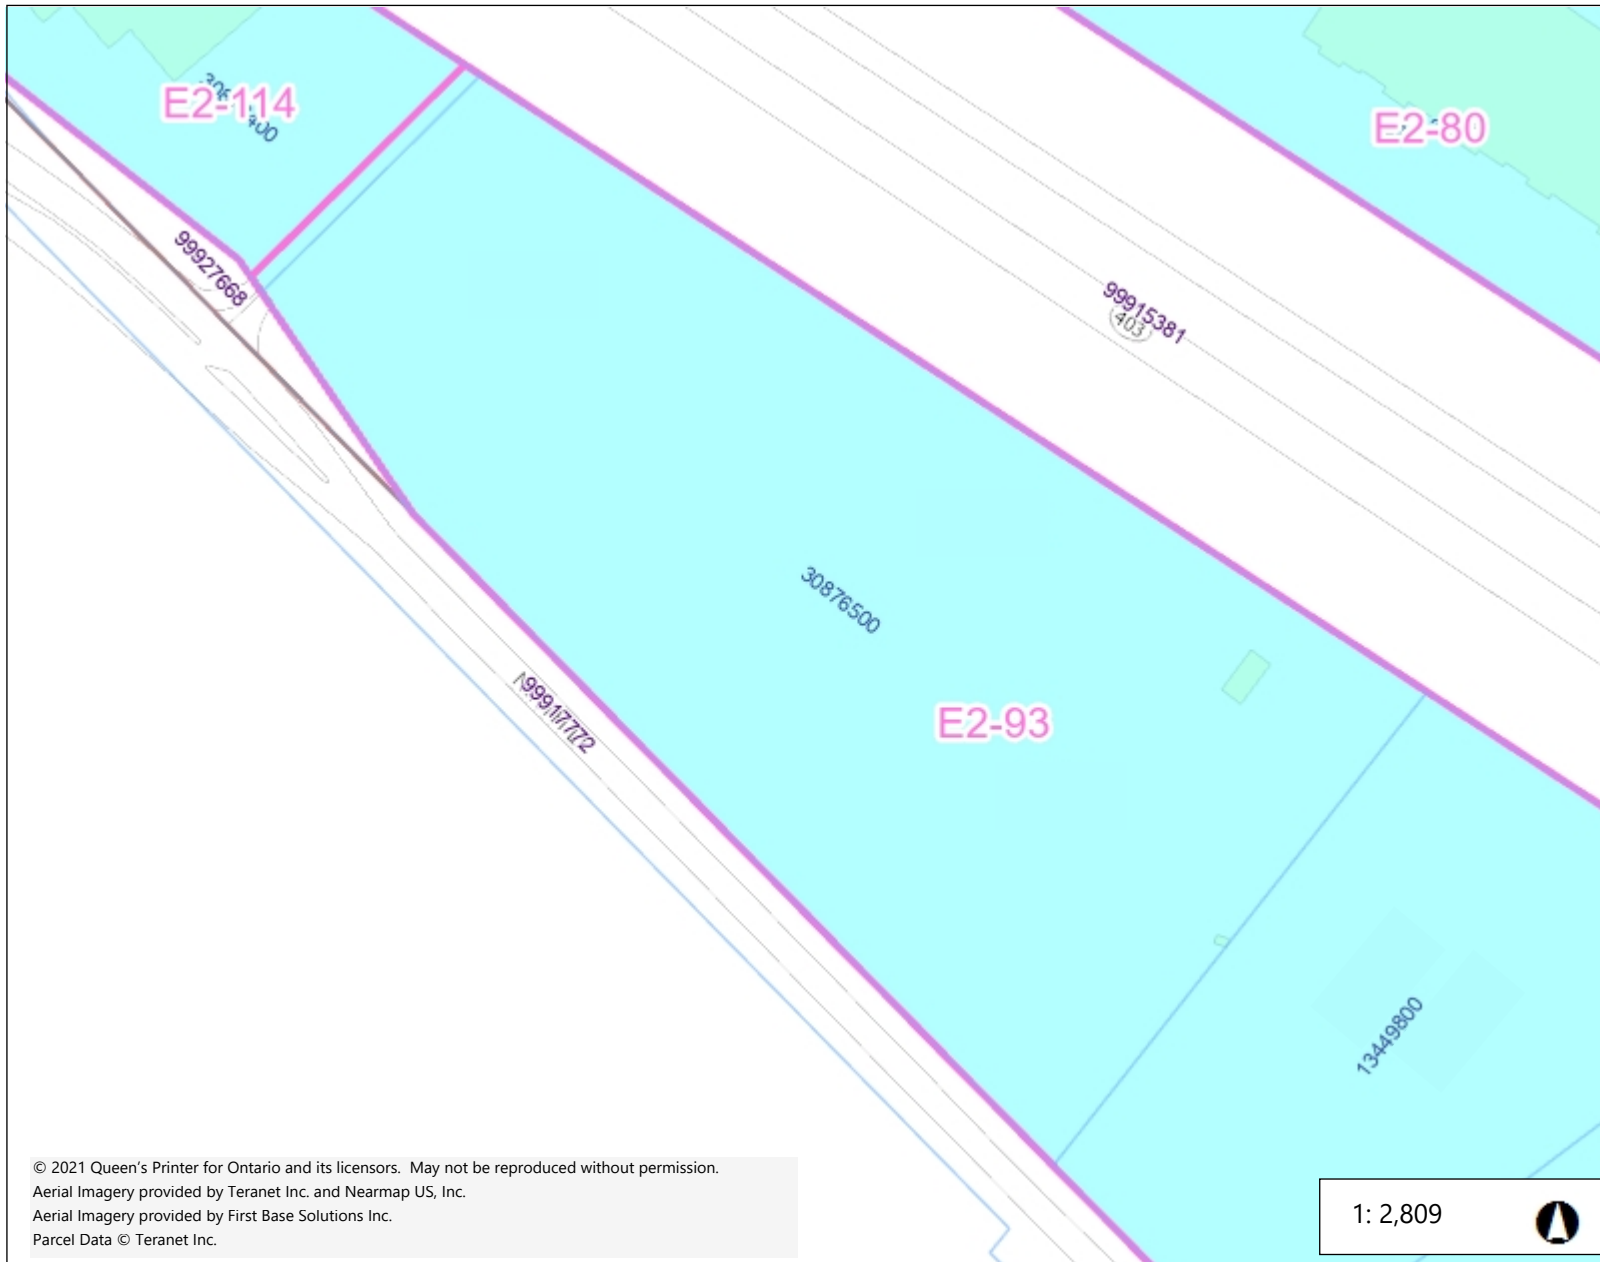 E2-114
E2-80
99927668
99915381
403
30876500
E2-93
99917772
13449800
© 2021 Queen's Printer for Ontario and its licensors. May not be reproduced without permission.
Aerial Imagery provided by Teranet Inc. and Nearmap US, Inc.
Aerial Imagery provided by First Base Solutions Inc.
Parcel Data © Teranet Inc.
1: 2,809